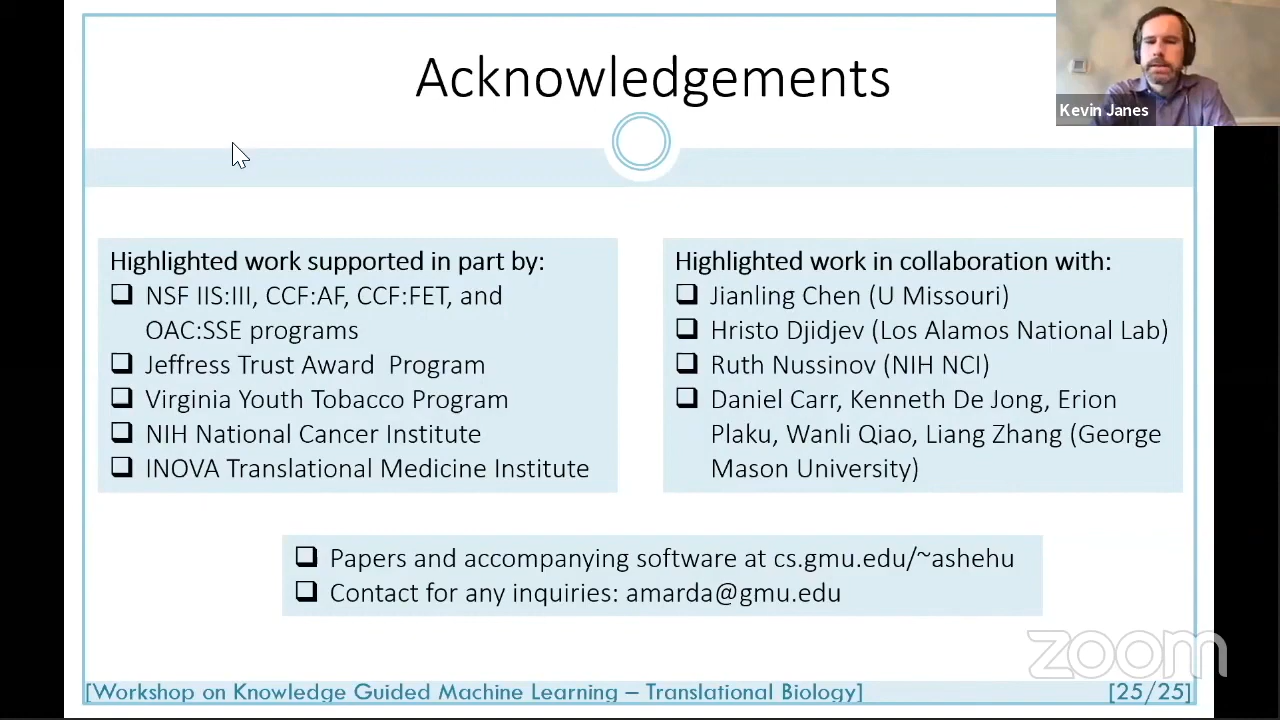 Acknowledgements
Kevin Janes
Highlighted work supported in part by:
NSF IIS:III, CCF:AF, CCF:FET, and
OAC:SSE programs
Jeffress Trust Award Program
Virginia Youth Tobacco Program
NIH National Cancer Institute
INOVA Translational Medicine Institute
Highlighted work in collaboration with:
Jianling Chen (U Missouri)
Hristo Djidjev (Los Alamos National Lab)
Ruth Nussinov (NIH NCI)
Daniel Carr, Kenneth De Jong, Erion
Plaku, Wanli Qiao, Liang Zhang (George
Mason University)
Papers and accompanying software at cs.gmu.edu/~ashehu
Contact for any inquiries: amarda@gmu.edu
zoom
[Workshop on Knowledge Guided Machine Learning – Translational Biology]
[25/25]